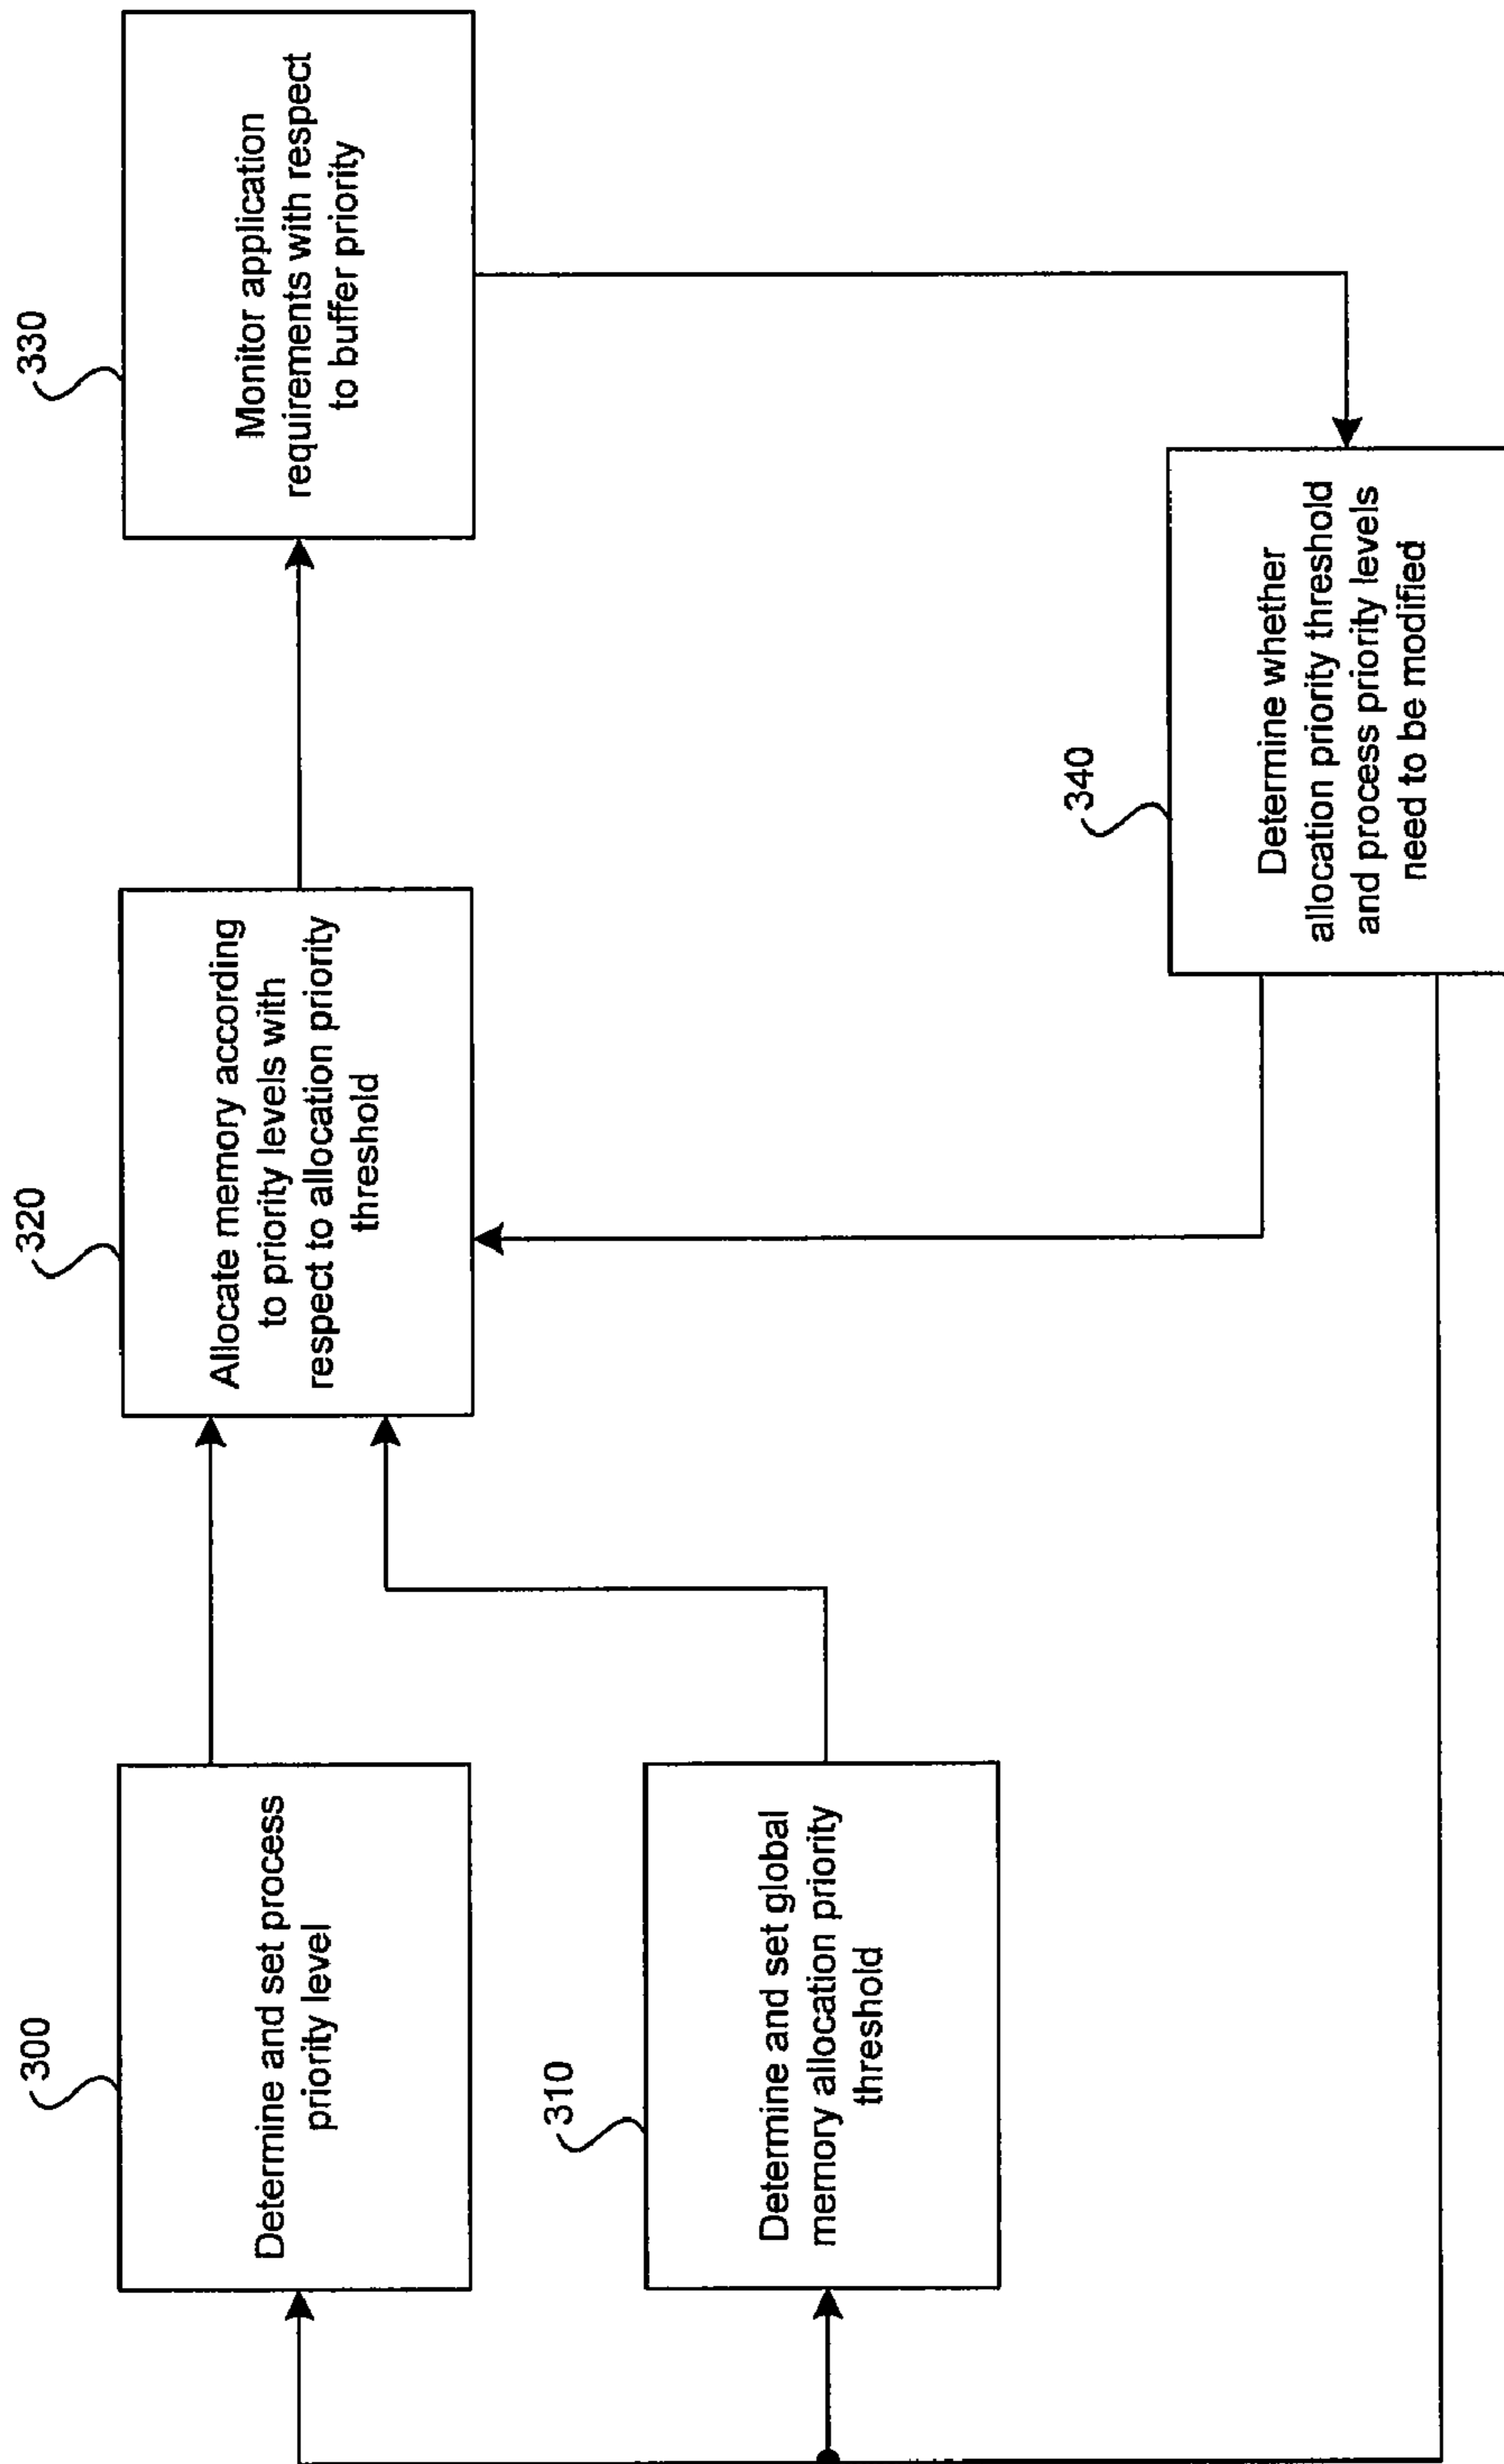 300
Determine and set process
priority level
310
Determine and set global
memory allocation priority
threshold
320
Allocate memory according
to priority levels with
respect to allocation priority
threshold
330
Monitor application
requirements with respect
to buffer priority
340
Determine whether
allocation priority threshold
and process priority levels
need to be modified